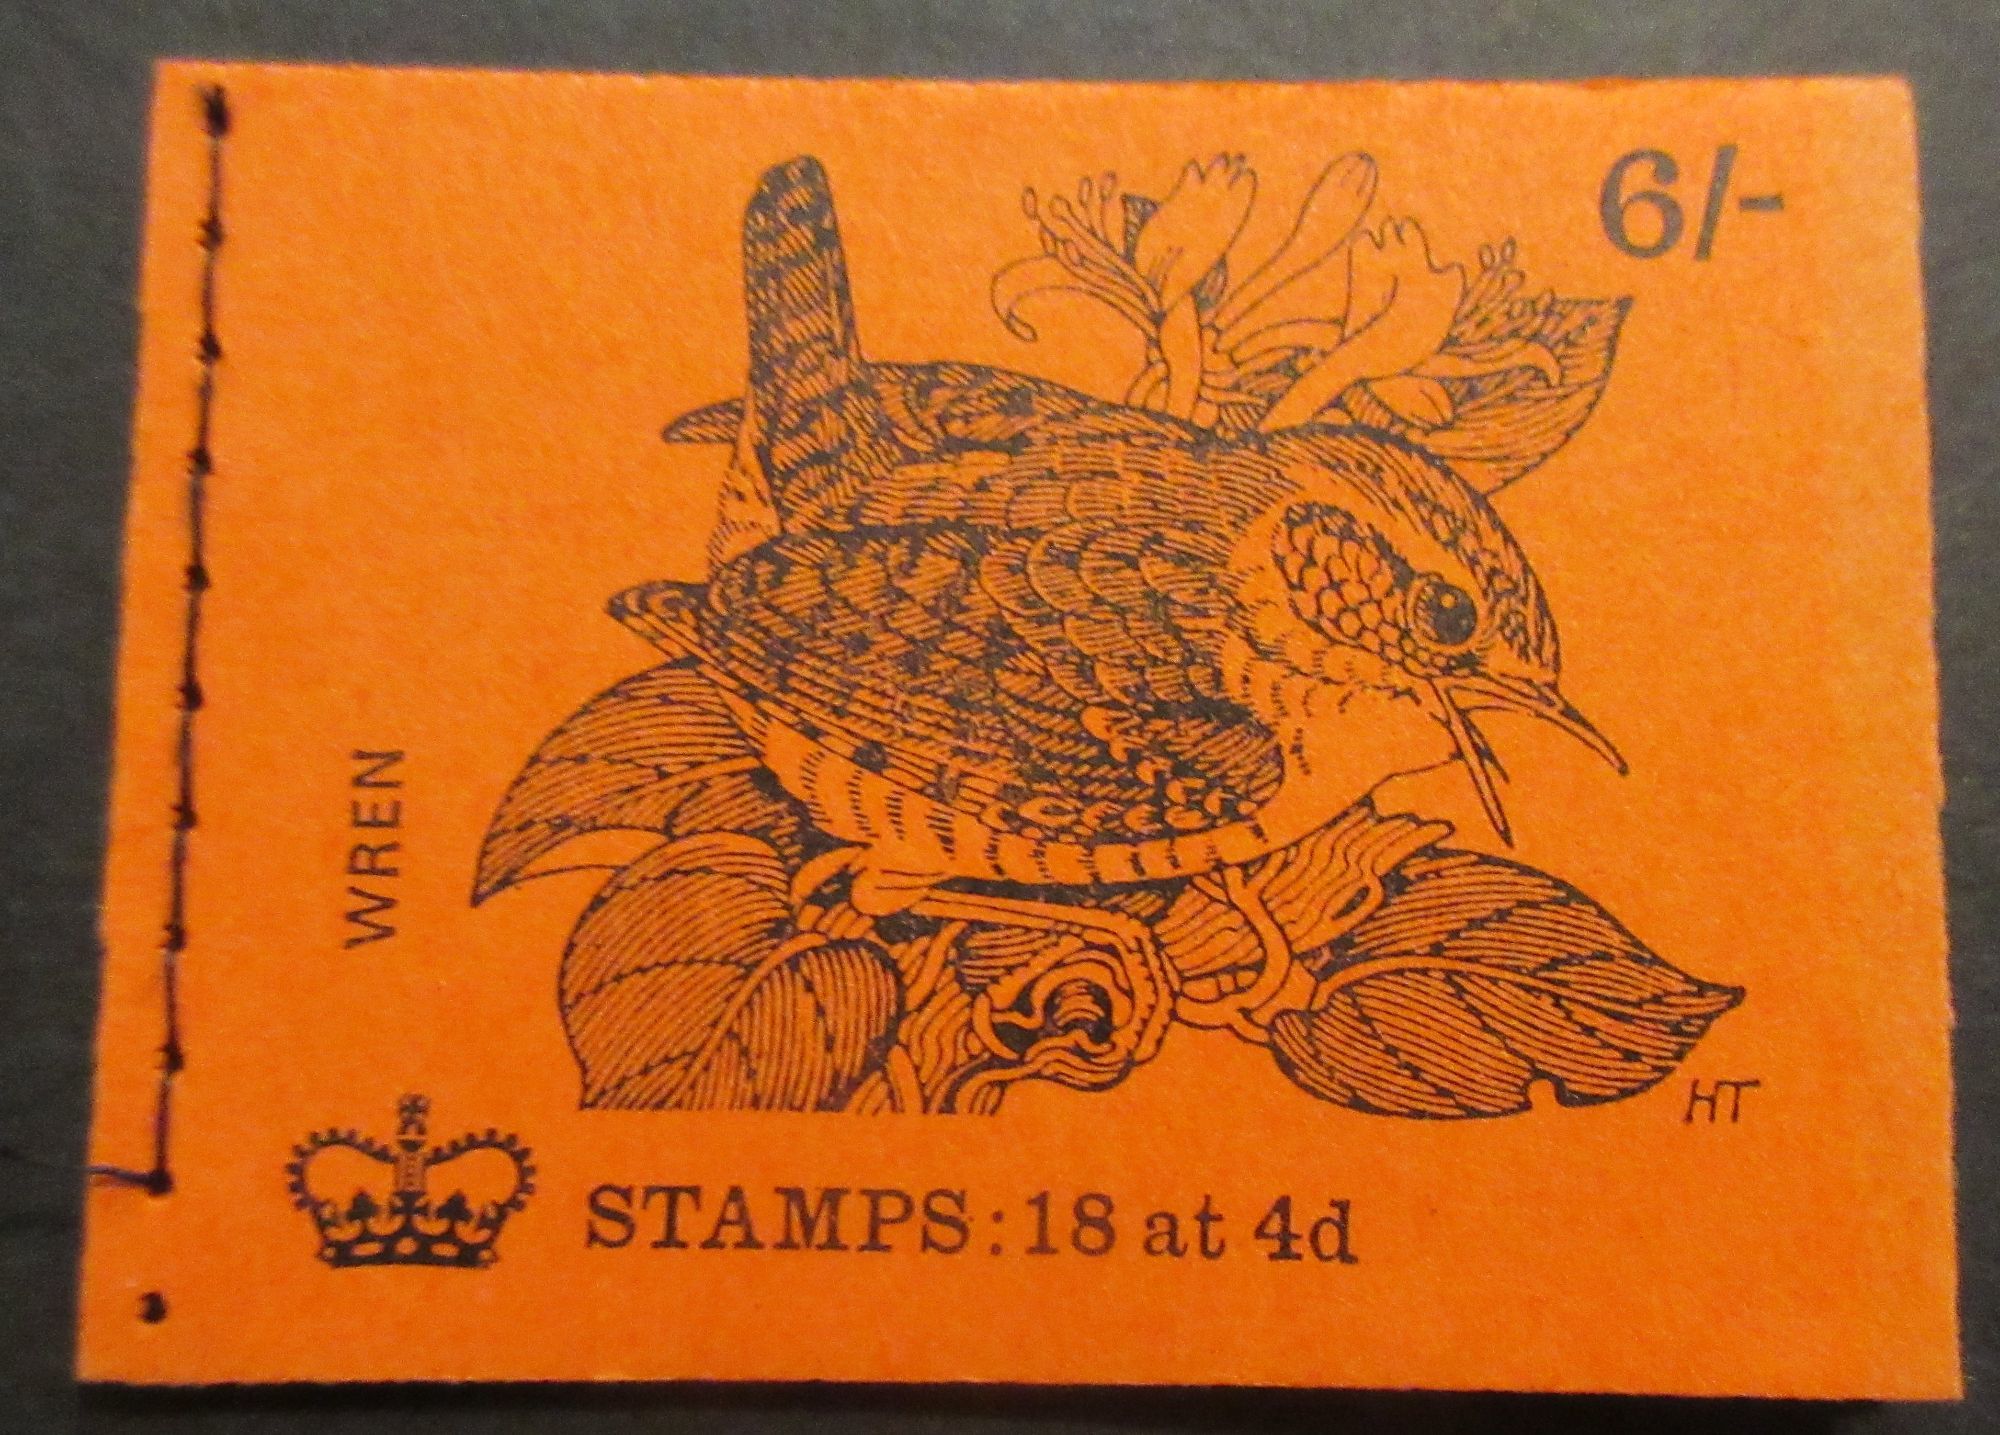 6/-
WREN
HT
STAMPS: 18 at 4d